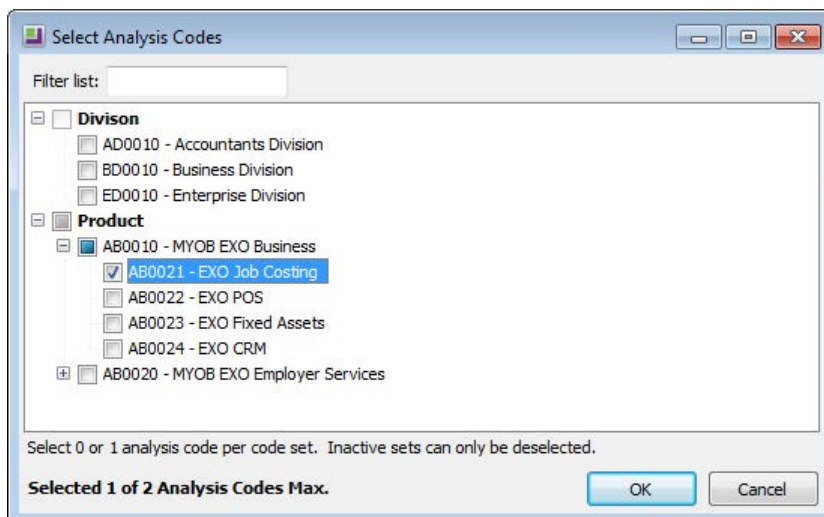 Select Analysis Codes
Filter list:
Divison
AD0010 - Accountants Division
BD0010 - Business Division
ED0010 - Enterprise Division
Product
AB0010 - MYOB EXO Business
AB0021 - EXO Job Costing
AB0022 - EXO POS
AB0023 - EXO Fixed Assets
AB0024 - EXO CRM
AB0020 - MYOB EXO Employer Services
Select 0 or 1 analysis code per code set. Inactive sets can only be deselected.
Selected 1 of 2 Analysis Codes Max.
OK Cancel